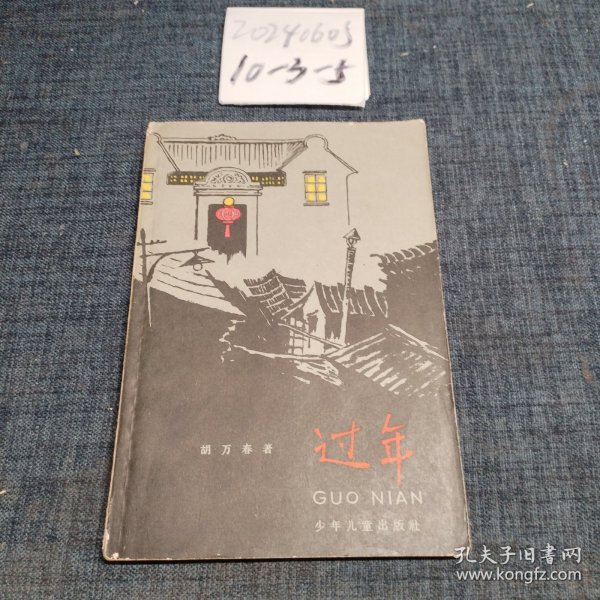 20240605
10-3-5
胡万春著
过年
GUO NIAN
少年儿童出版社
孔夫子旧书网
www.kongfz.com